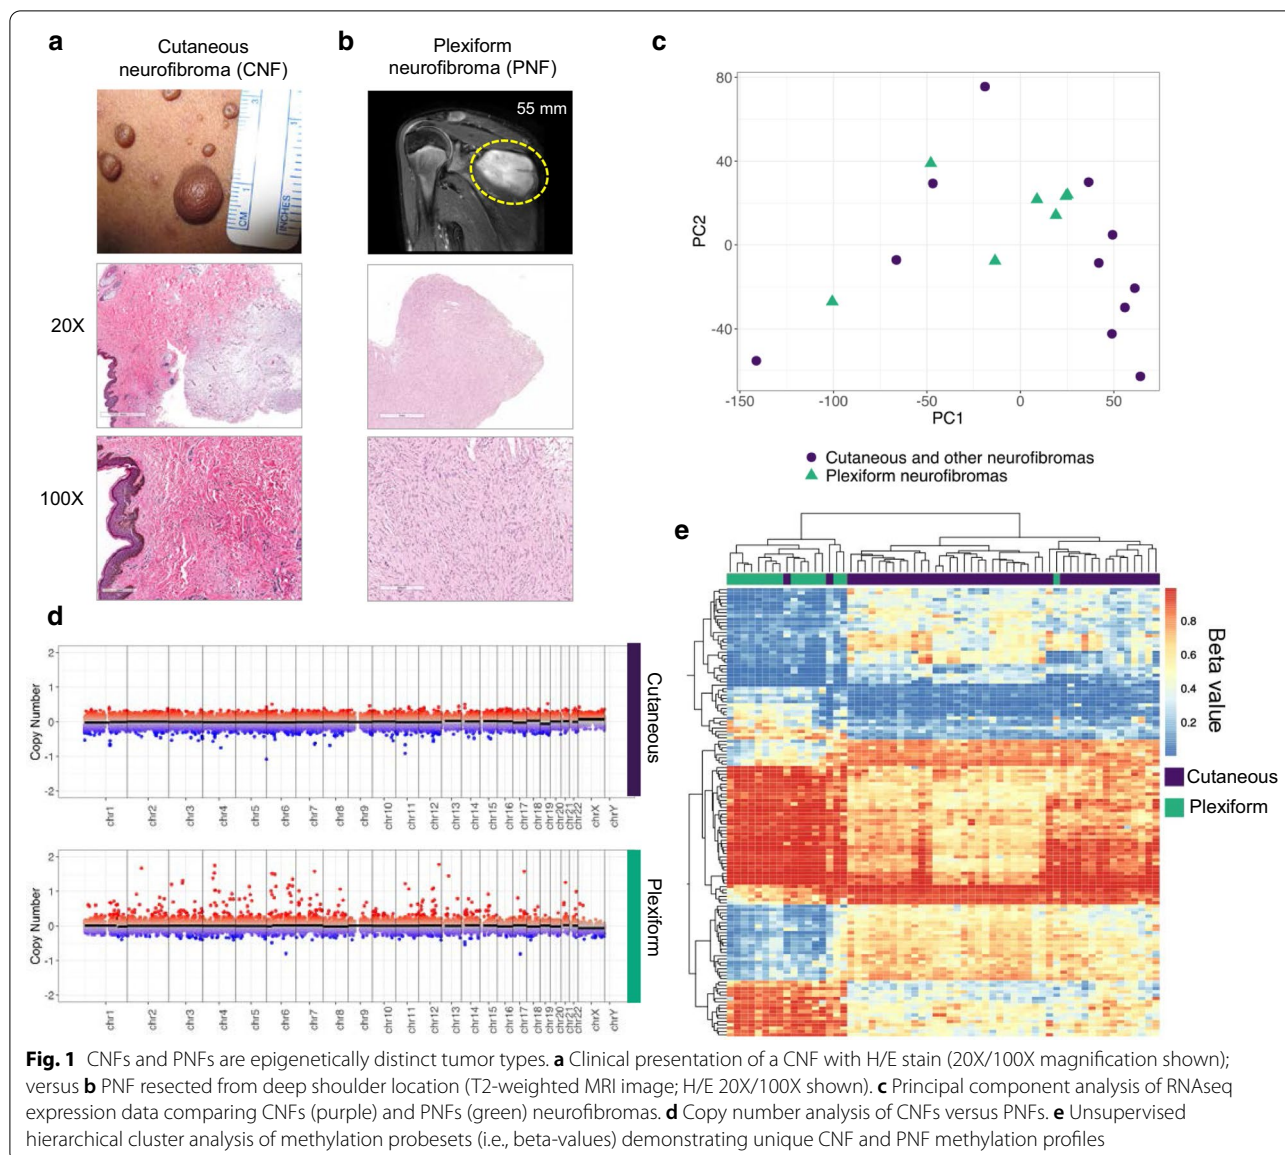 a
Cutaneous
neurofibroma (CNF)
CM
1
3
INCHES
20X
100X
b
Plexiform
neurofibroma (PNF)
55 mm
c
80
40
0
-40
PC2
-150
-100
-50
0
50
PC1
Cutaneous and other neurofibromas
Plexiform neurofibromas
d
Copy Number
2
1
0
-1
-2
chr1
chr2
chr3
chr4
chr5
chr6
chr7
chr8
chr9
chr10
chr11
chr12
chr13
chr14
chr15
chr16
chr17
chr18
chr19
chr20
chr21
chr22
chrX
chrY
Cutaneous
Copy Number
2
1
0
-1
-2
chr1
chr2
chr3
chr4
chr5
chr6
chr7
chr8
chr9
chr10
chr11
chr12
chr13
chr14
chr15
chr16
chr17
chr18
chr19
chr20
chr21
chr22
chrX
chrY
Plexiform
e
0.8
0.6
0.4
0.2
Beta value
Cutaneous
Plexiform
Fig. 1 CNFs and PNFs are epigenetically distinct tumor types. a Clinical presentation of a CNF with H/E stain (20X/100X magnification shown);
versus b PNF resected from deep shoulder location (T2-weighted MRI image; H/E 20X/100X shown). c Principal component analysis of RNAseq
expression data comparing CNFs (purple) and PNFs (green) neurofibromas. d Copy number analysis of CNFs versus PNFs. e Unsupervised
hierarchical cluster analysis of methylation probesets (i.e., beta-values) demonstrating unique CNF and PNF methylation profiles